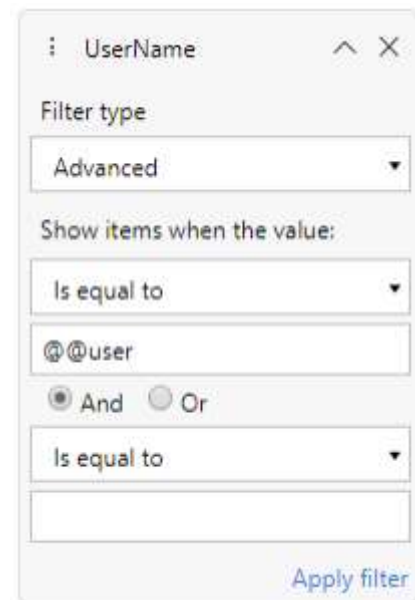 UserName
Filter type
Advanced
Show items when the value:
Is equal to
@@user
And Or
Is equal to
Apply filter